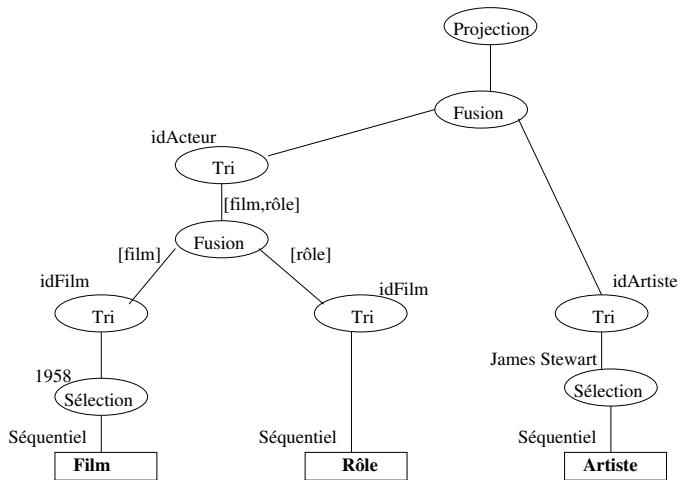 Projection
Fusion
idActeur
Tri
[film,rôle]
Fusion
[film]
[rôle]
idFilm
idFilm
idArtiste
Tri
Tri
Tri
James Stewart
1958
Sélection
Sélection
Séquentiel
Séquentiel
Séquentiel
Film
Rôle
Artiste